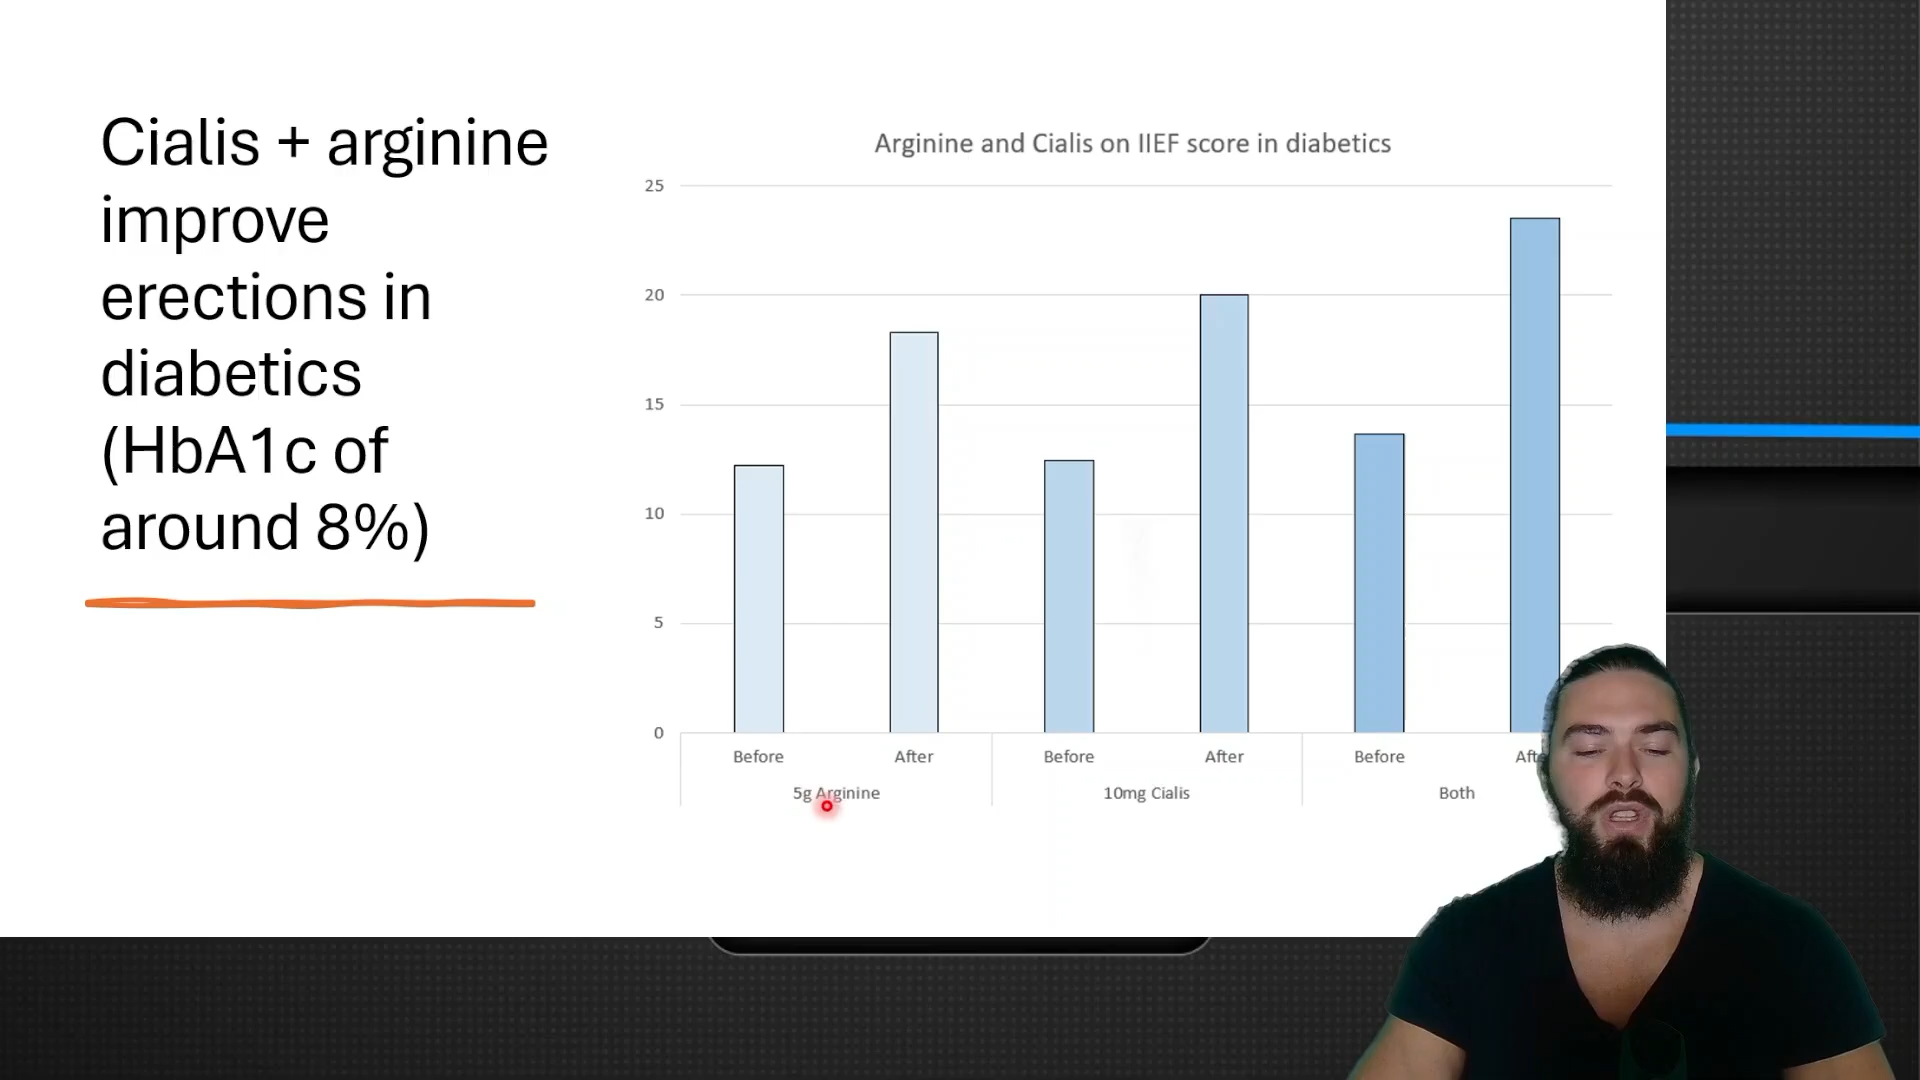 Cialis + arginine
improve
erections in
diabetics
(HbA1c of
around 8%)
Arginine and Cialis on IIEF score in diabetics
25
20
15
10
5
0
Before After Before After Before
5g Arginine 10mg Cialis Both